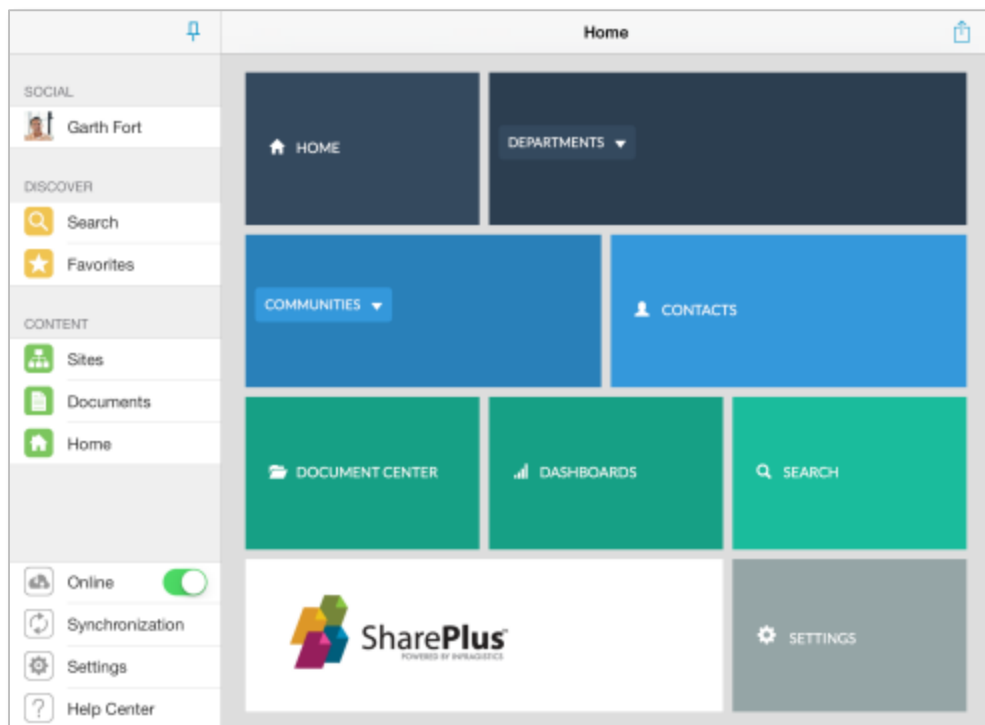 Home
SOCIAL
Garth Fort
DISCOVER
Search
Favorites
CONTENT
Sites
Documents
Home
Online
Synchronization
Settings
Help Center
HOME
DEPARTMENTS
COMMUNITIES
CONTACTS
DOCUMENT CENTER
DASHBOARDS
SEARCH
SharePlus™
POWERED BY INFRAGISTICS
SETTINGS